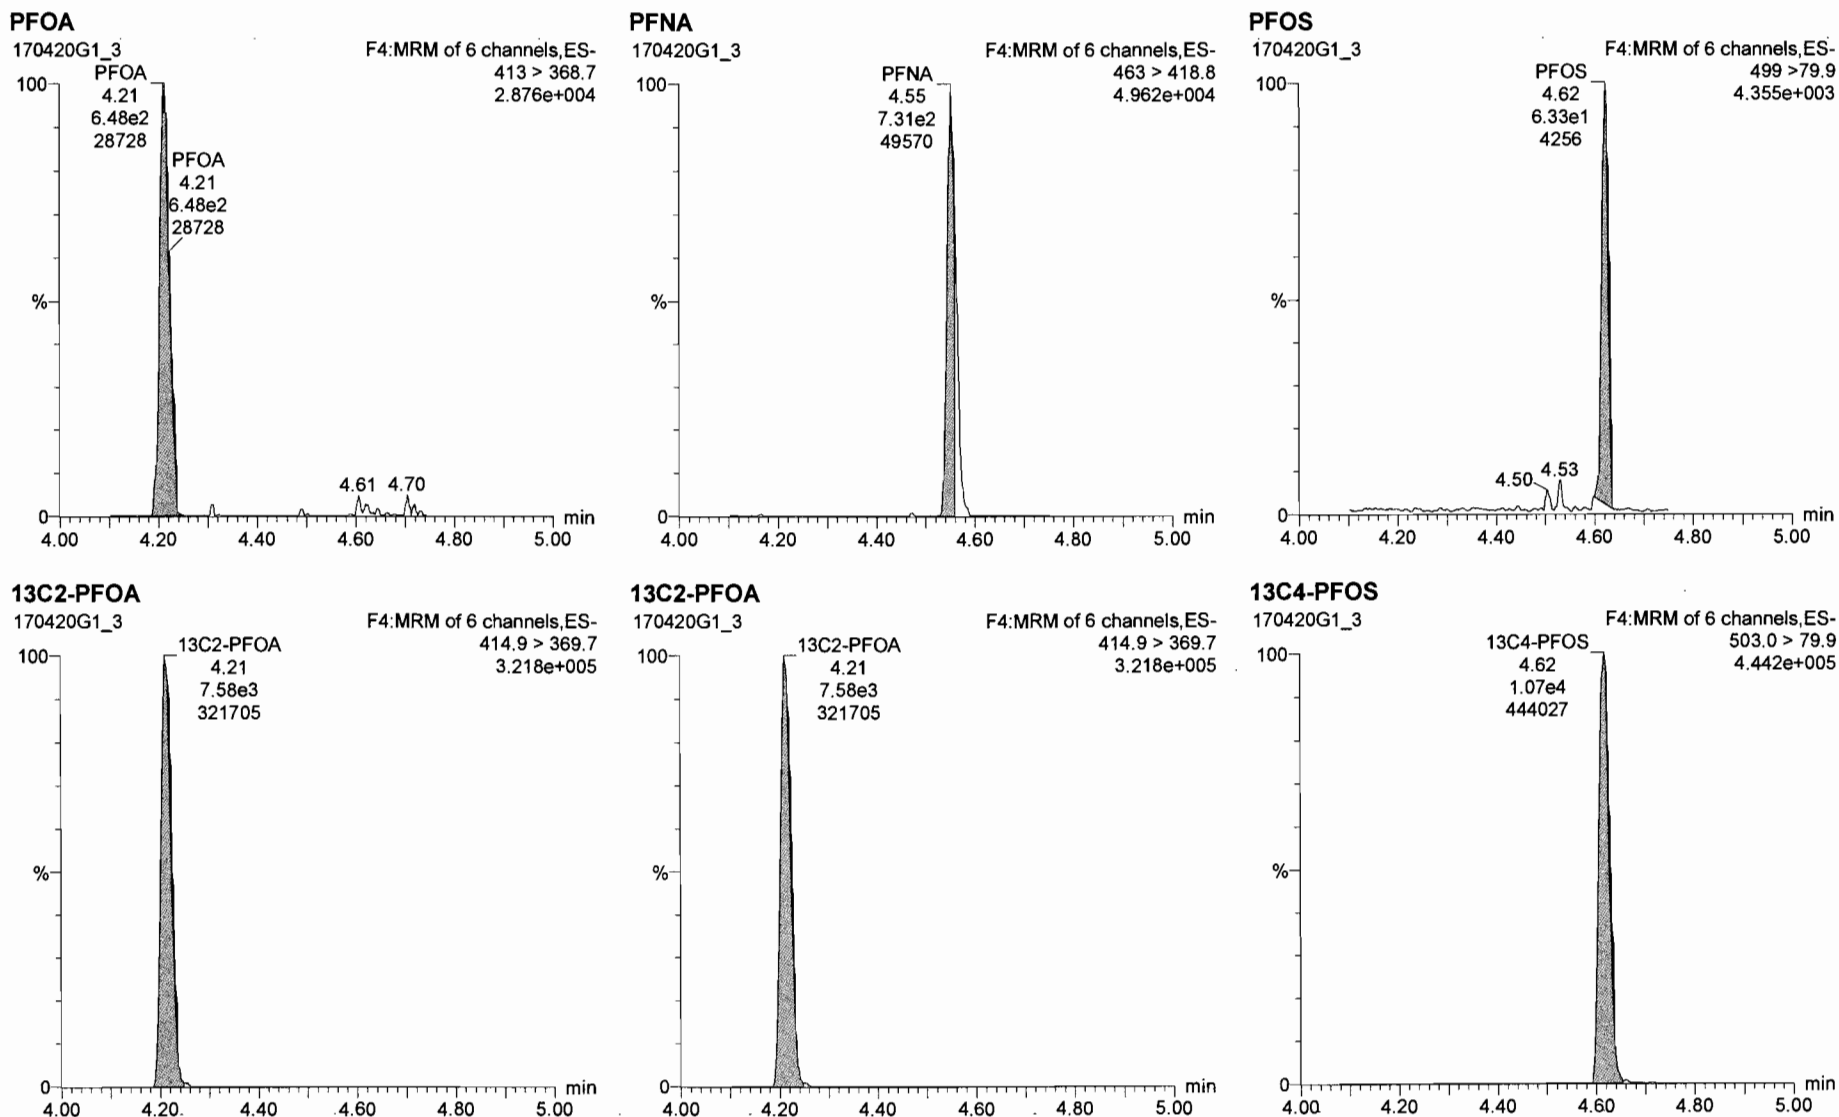 PFOA
170420G1_3
F4:MRM of 6 channels,ES-
413 > 368.7
2.876e+004
100
PFOA
4.21
6.48e2
28728
PFOA
4.21
6.48e2
28728
%
4.61
4.70
0
min
4.00
4.20
4.40
4.60
4.80
5.00
PFNA
170420G1_3
F4:MRM of 6 channels,ES-
463 > 418.8
4.962e+004
100
PFNA
4.55
7.31e2
49570
%
0
min
4.00
4.20
4.40
4.60
4.80
5.00
PFOS
170420G1_3
F4:MRM of 6 channels,ES-
499 >79.9
4.355e+003
100
PFOS
4.62
6.33e1
4256
%
4.50
4.53
0
min
4.00
4.20
4.40
4.60
4.80
5.00
13C2-PFOA
170420G1_3
F4:MRM of 6 channels,ES-
414.9 > 369.7
3.218e+005
100
13C2-PFOA
4.21
7.58e3
321705
%
0
min
4.00
4.20
4.40
4.60
4.80
5.00
13C2-PFOA
170420G1_3
F4:MRM of 6 channels,ES-
414.9 > 369.7
3.218e+005
100
13C2-PFOA
4.21
7.58e3
321705
%
0
min
4.00
4.20
4.40
4.60
4.80
5.00
13C4-PFOS
170420G1_3
F4:MRM of 6 channels,ES-
503.0 > 79.9
4.442e+005
100
13C4-PFOS
4.62
1.07e4
444027
%
0
min
4.00
4.20
4.40
4.60
4.80
5.00